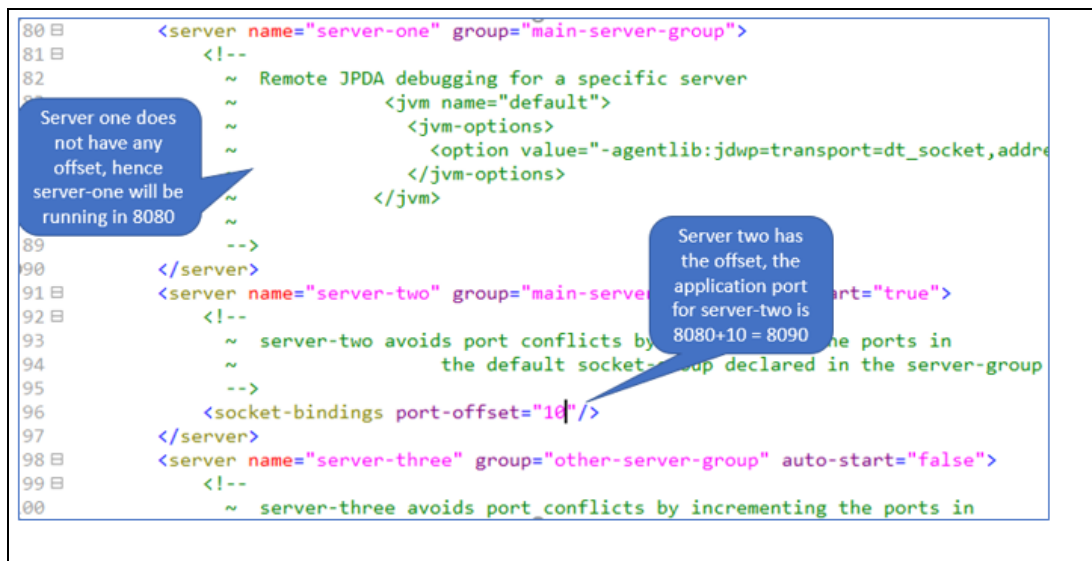 80 <server name="server-one" group="main-server-group">
81 <!--
82 ~ Remote JPDA debugging for a specific server
~ <jvm name="default">
~ <jvm-options>
~ <option value="-agentlib:jdwp=transport=dt_socket,addre
~ </jvm-options>
~ </jvm>
~
89 -->
90 </server>
Server one does
not have any
offset, hence
server-one will be
running in 8080
91 <server name="server-two" group="main-serve art="true">
92 <!--
93 ~ server-two avoids port conflicts by ne ports in
94 ~ the default socket-group declared in the server-group
95 -->
96 <socket-bindings port-offset="10"/>
97 </server>
Server two has
the offset, the
application port
for server-two is
8080+10 = 8090
98 <server name="server-three" group="other-server-group" auto-start="false">
99 <!--
00 ~ server-three avoids port_conflicts by incrementing the ports in